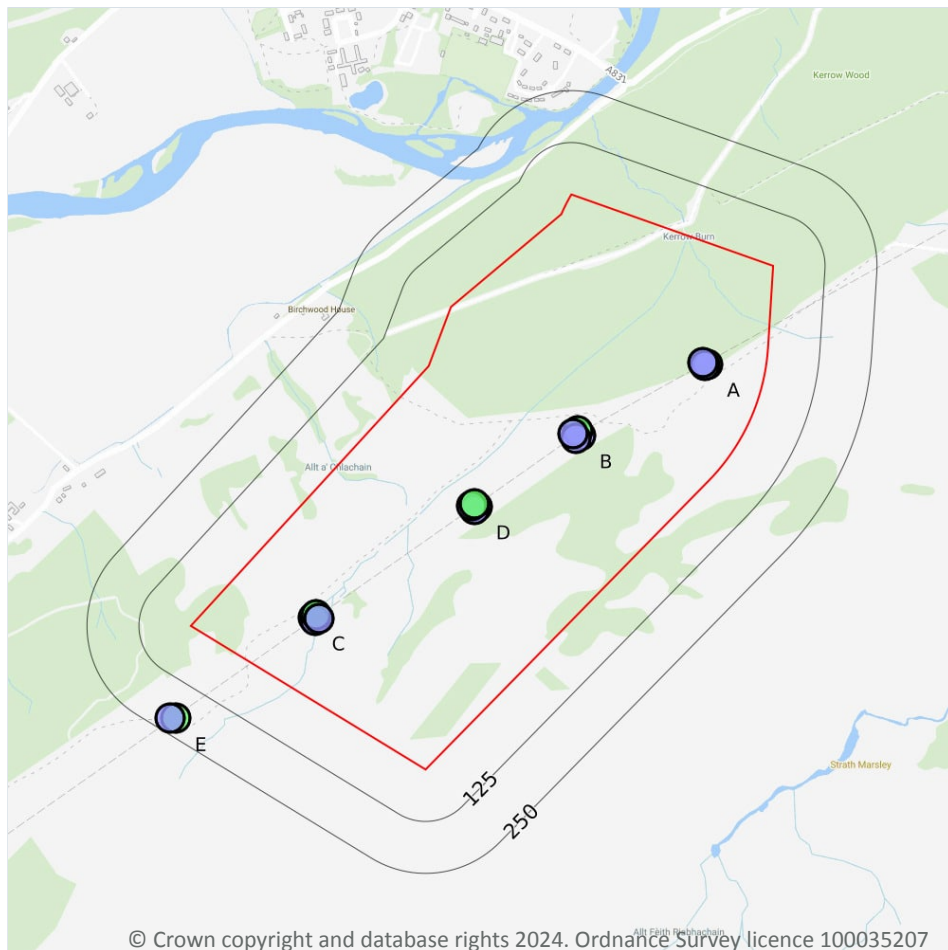 A831
Kerrow Wood
Kerrow Burn
Birchwood House
A
B
Allt a' Chlachain
D
C
E
Strath Marsley
125
250
Allt Fèith Riabhachain
© Crown copyright and database rights 2024. Ordnance Survey licence 100035207